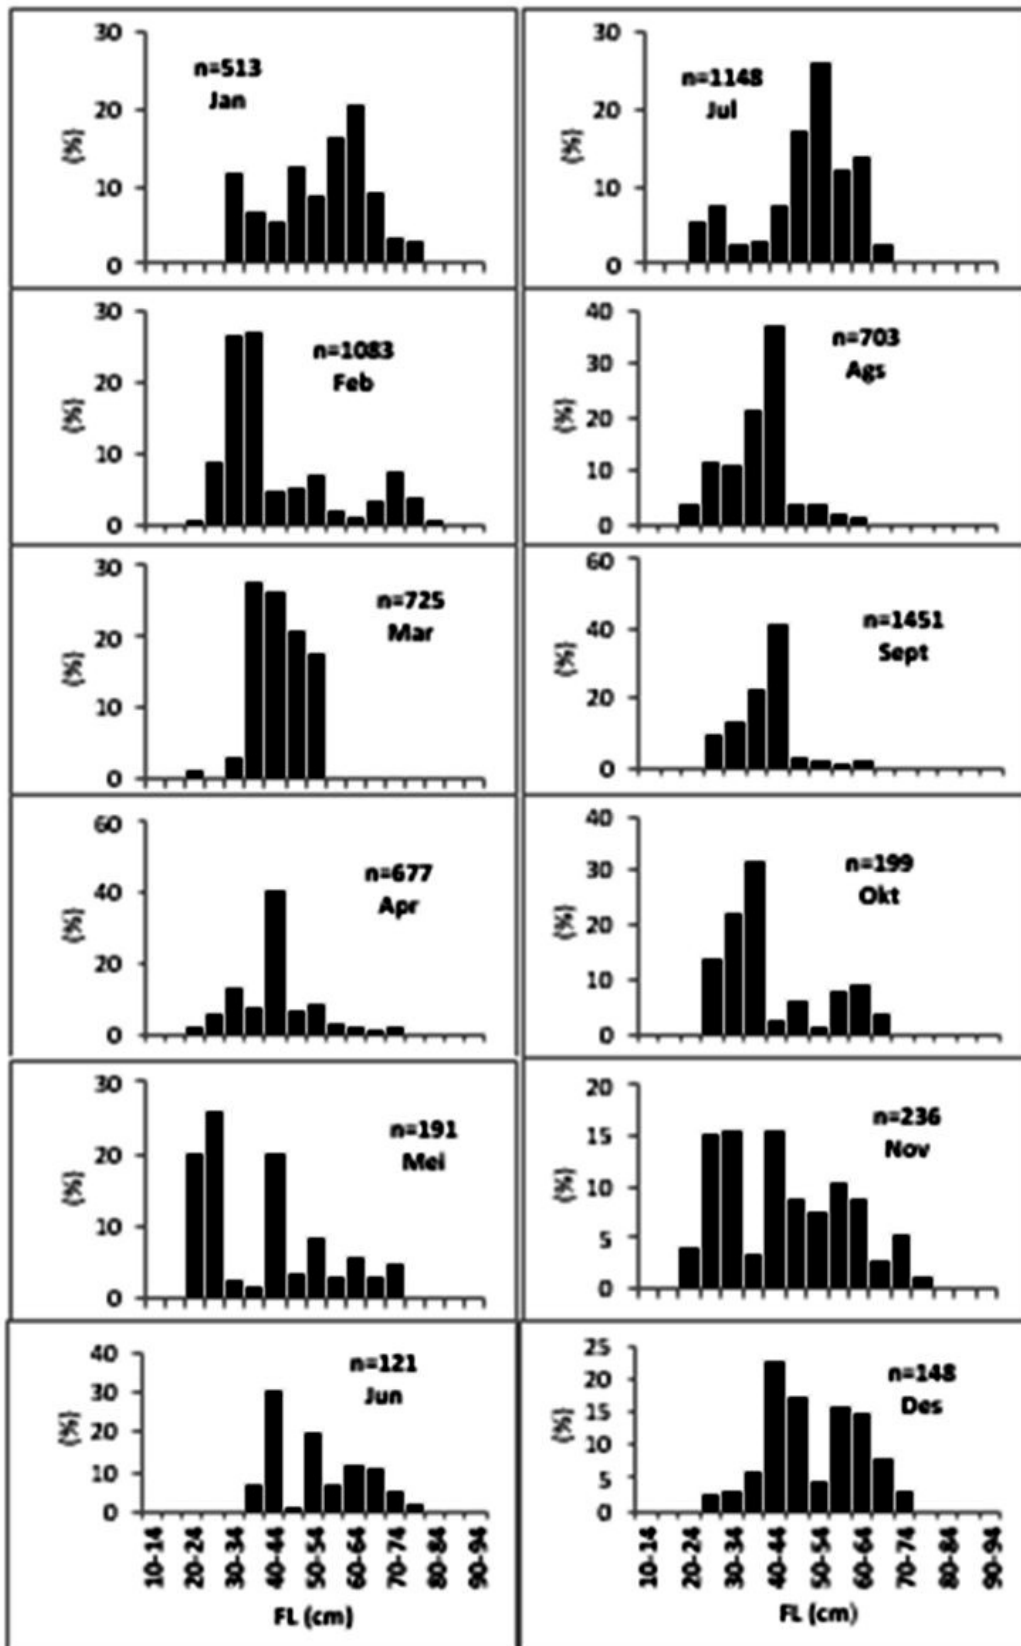 30
n=513
Jan
20
(%)
10
0
30
n=1083
Feb
20
(%)
10
0
30
n=725
Mar
20
(%)
10
0
60
n=677
Apr
40
(%)
20
0
30
n=191
Mei
20
(%)
10
0
40
n=121
Jun
30
(%)
20
10
0
10-14 20-24 30-34 40-44 50-54 60-64 70-74 80-84 90-94
FL (cm)
30
n=1148
Jul
20
(%)
10
0
40
n=703
Ags
30
(%)
20
10
0
60
n=1451
Sept
40
(%)
20
0
40
n=199
Okt
30
(%)
20
10
0
20
n=236
Nov
15
(%)
10
5
0
25
n=148
Des
20
15
(%)
10
5
0
10-14 20-24 30-34 40-44 50-54 60-64 70-74 80-84 90-94
FL (cm)